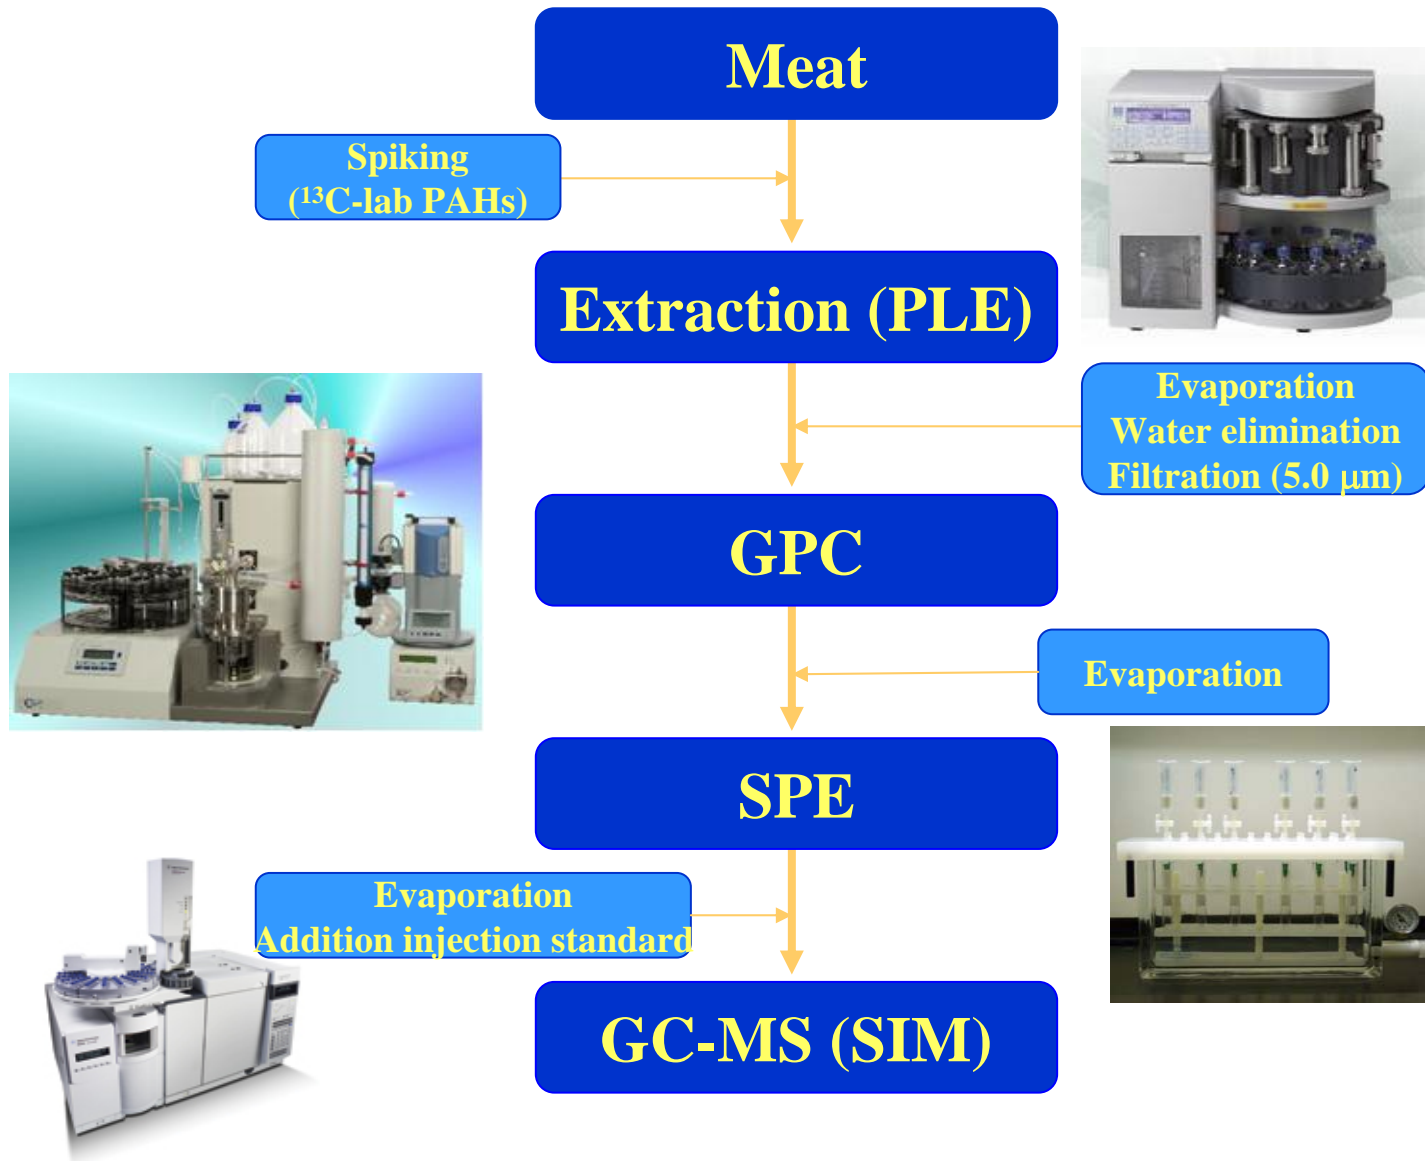 Meat
Spiking
(¹³C-lab PAHs)
Extraction (PLE)
Evaporation
Water elimination
Filtration (5.0 µm)
GPC
Evaporation
SPE
Evaporation
Addition injection standard
GC-MS (SIM)